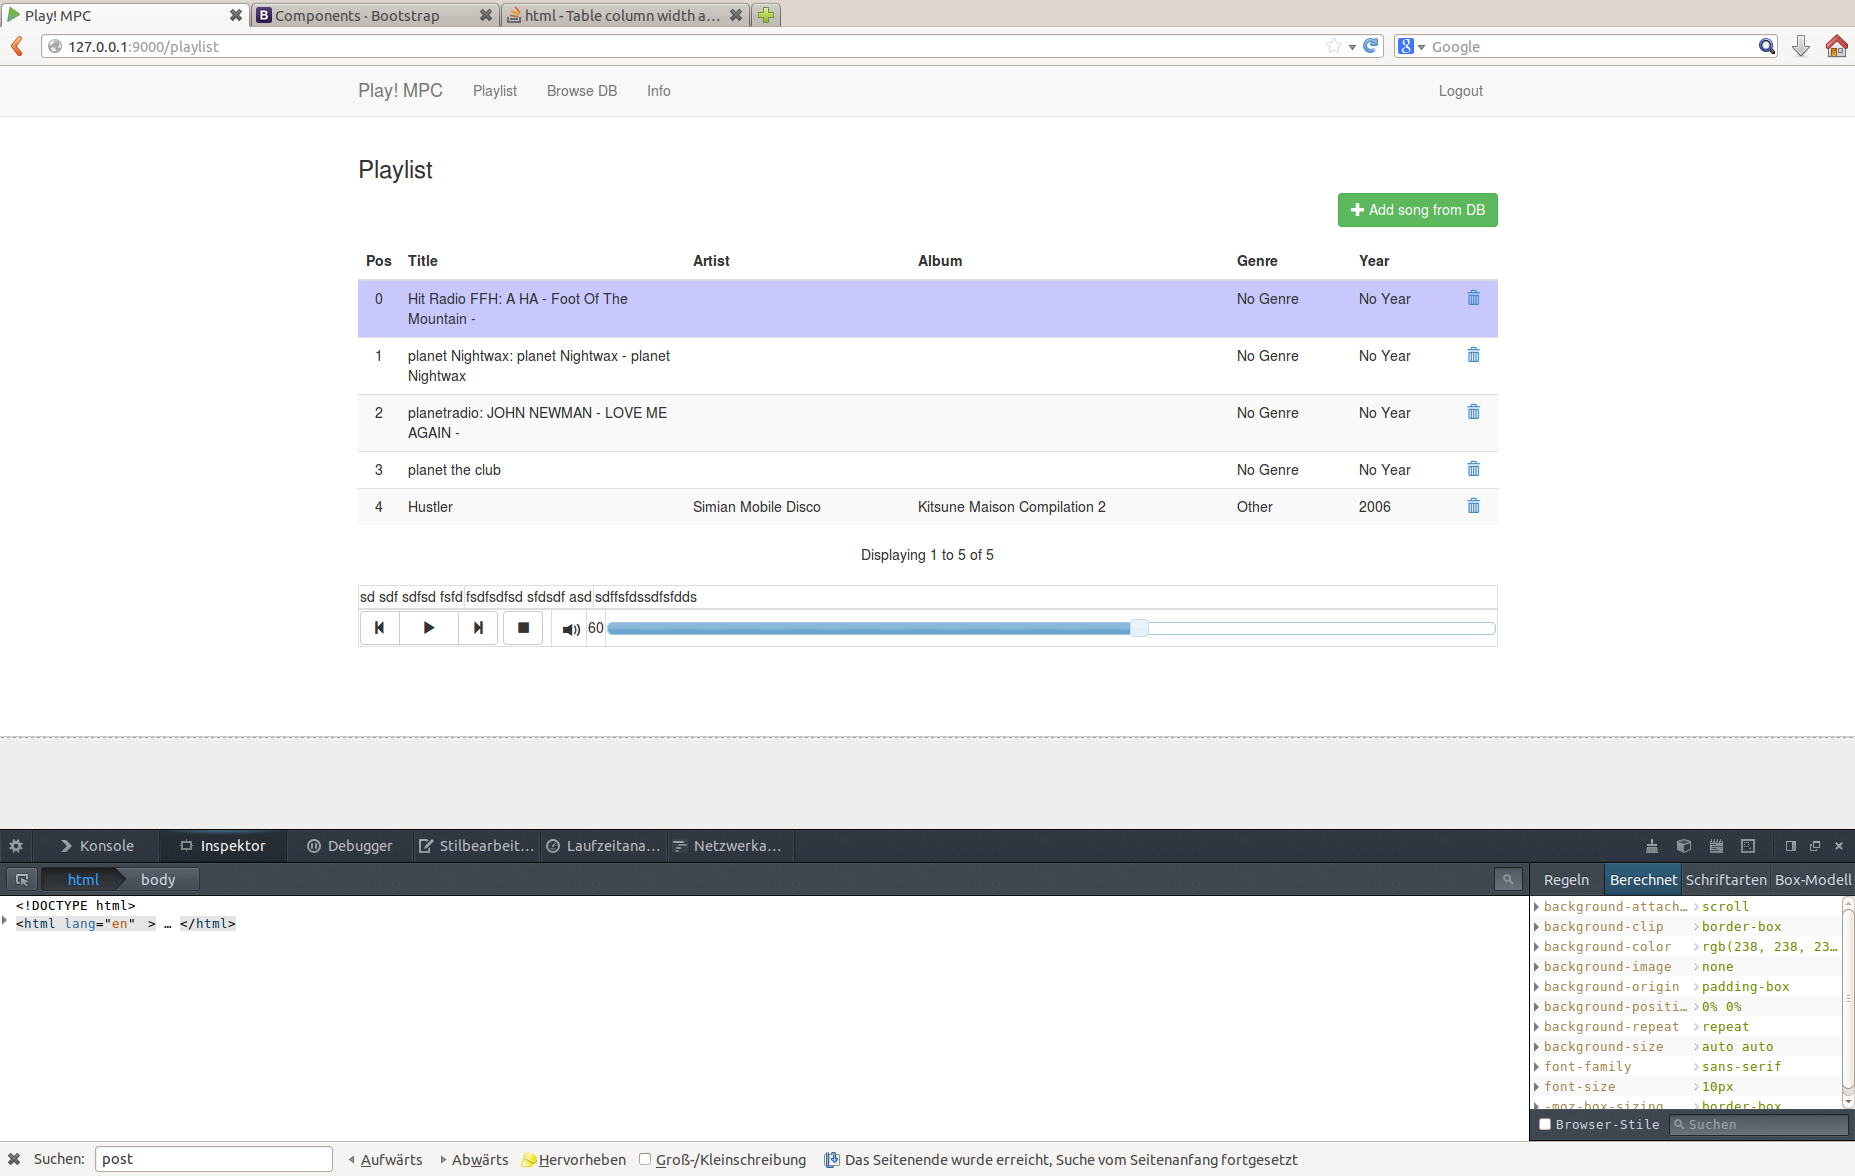 Play! MPC
Components · Bootstrap
html - Table column width a...
127.0.0.1:9000/playlist
Google
Play! MPC Playlist Browse DB Info Logout
Playlist
Add song from DB
Pos Title Artist Album Genre Year
0 Hit Radio FFH: A HA - Foot Of The No Genre No Year
Mountain -
1 planet Nightwax: planet Nightwax - planet No Genre No Year
Nightwax
2 planetradio: JOHN NEWMAN - LOVE ME No Genre No Year
AGAIN -
3 planet the club No Genre No Year
4 Hustler Simian Mobile Disco Kitsune Maison Compilation 2 Other 2006
Displaying 1 to 5 of 5
sd sdf sdfsd fsfd fsdfsdfsd sfdsdf asd sdffsfdssdfsfdds
60
Konsole Inspektor Debugger Stilbearbeit... Laufzeitana... Netzwerka...
html body
Regeln Berechnet Schriftarten Box-Modell
<!DOCTYPE html>
<html lang="en" > … </html>
background-attach… scroll
background-clip border-box
background-color rgb(238, 238, 23…
background-image none
background-origin padding-box
background-positi… 0% 0%
background-repeat repeat
background-size auto auto
font-family sans-serif
font-size 10px
-moz-box-sizing border-box
Browser-Stile Suchen
Suchen: post Aufwärts Abwärts Hervorheben Groß-/Kleinschreibung Das Seitenende wurde erreicht, Suche vom Seitenanfang fortgesetzt